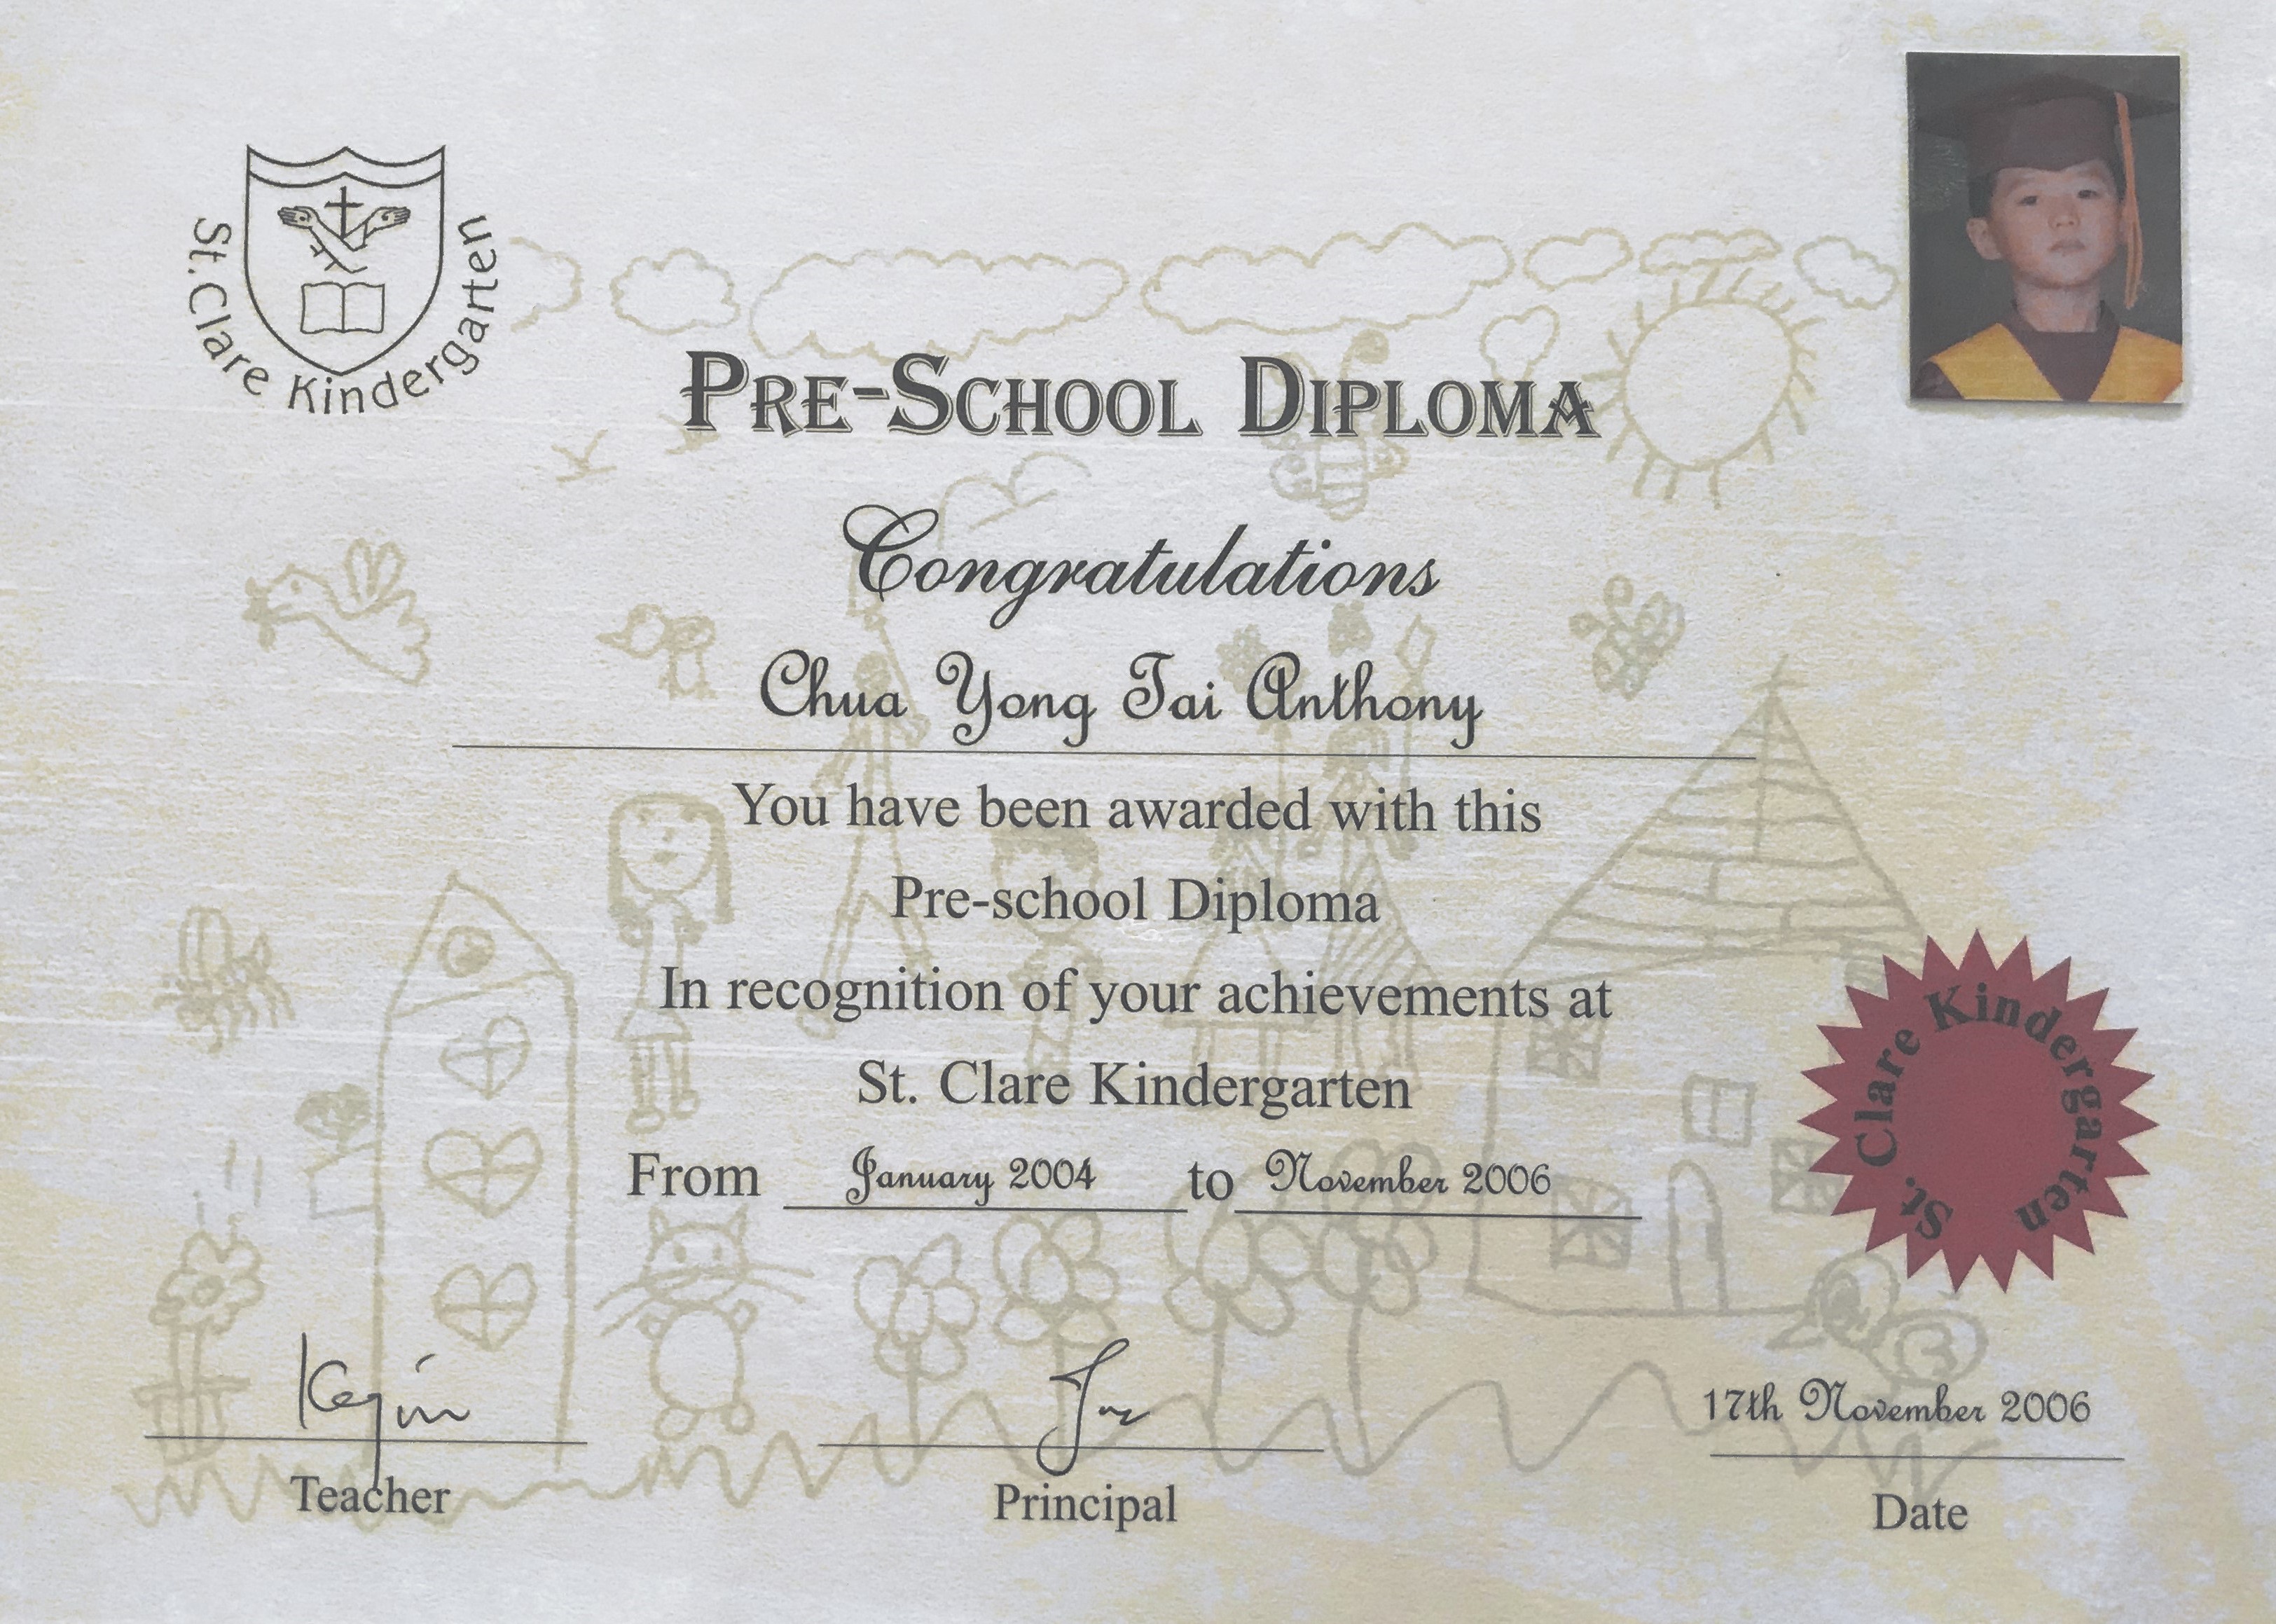 St. Clare Kindergarten
PRE-SCHOOL DIPLOMA
Congratulations
Chua Yong Tai Anthony
You have been awarded with this
Pre-school Diploma
In recognition of your achievements at
St. Clare Kindergarten
From January 2004 to November 2006
St. Clare Kindergarten
17th November 2006
Teacher
Principal
Date